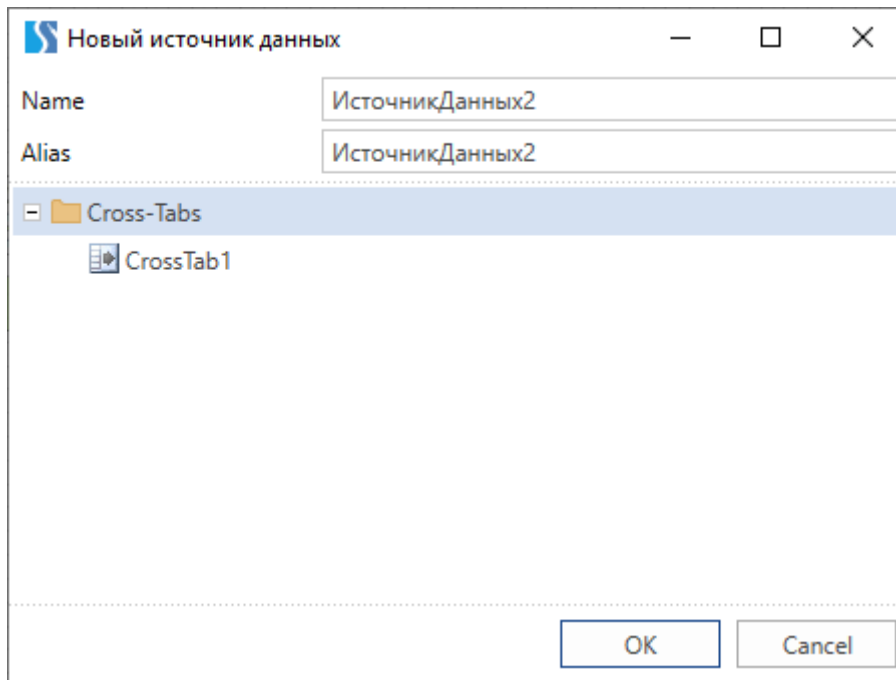 Новый источник данных
Name ИсточникДанных2
Alias ИсточникДанных2
Cross-Tabs
CrossTab1
OK Cancel